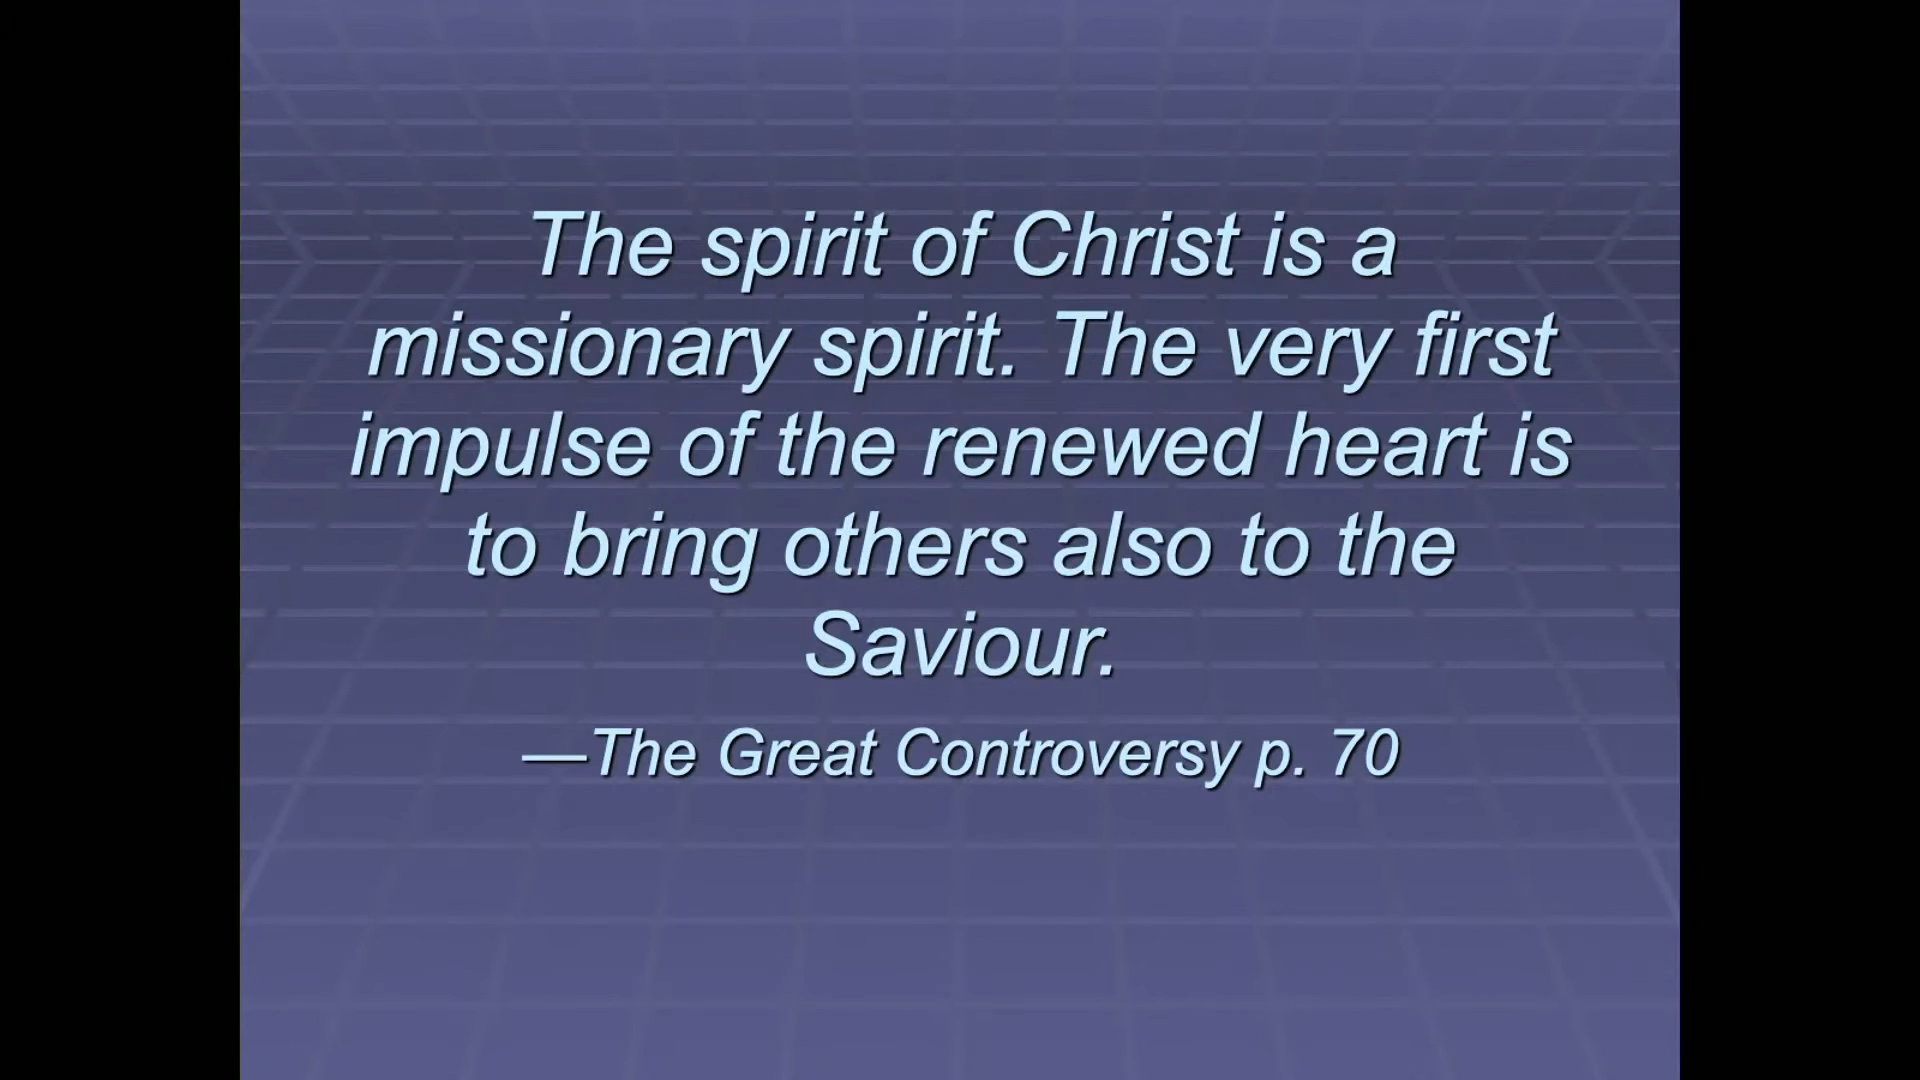 The spirit of Christ is a
missionary spirit. The very first
impulse of the renewed heart is
to bring others also to the
Saviour.
—The Great Controversy p. 70